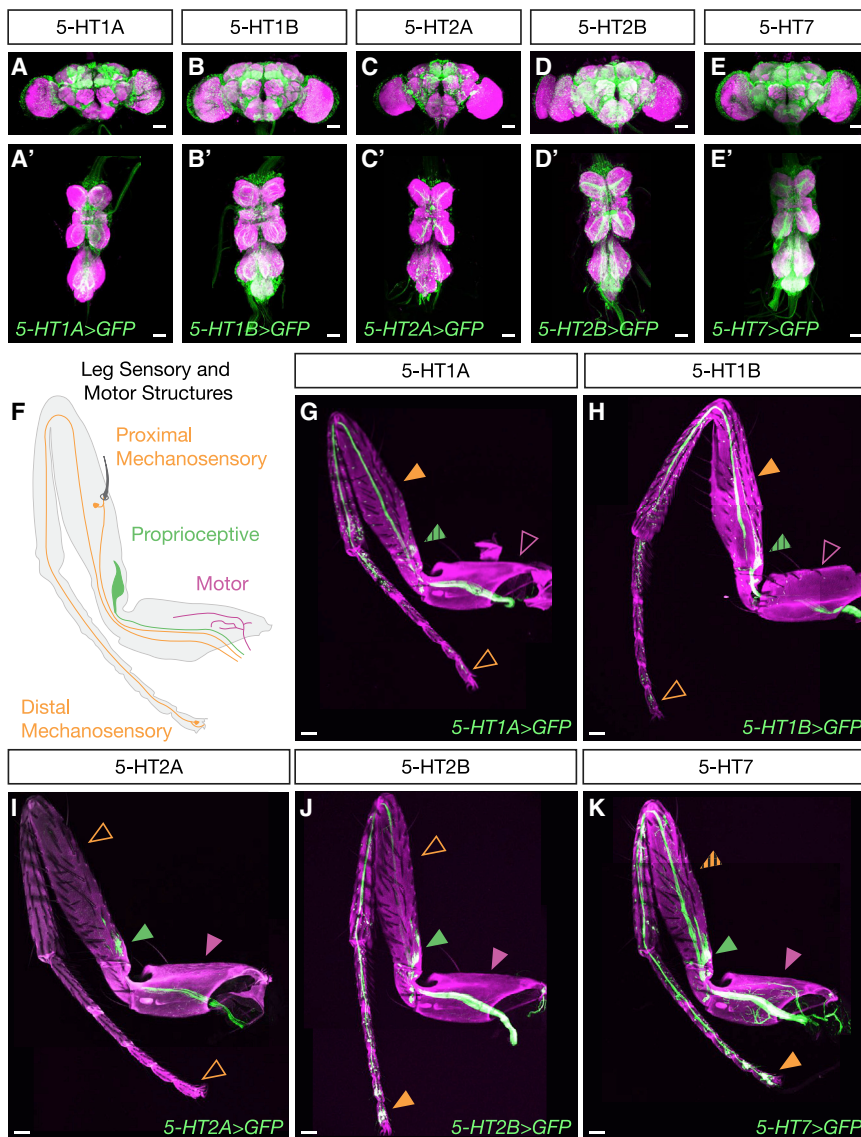 5-HT1A
5-HT1B
5-HT2A
5-HT2B
5-HT7
A
B
C
D
E
A’
B’
C’
D’
E’
5-HT1A>GFP
5-HT1B>GFP
5-HT2A>GFP
5-HT2B>GFP
5-HT7>GFP
Leg Sensory and
Motor Structures
F
Proximal
Mechanosensory
Proprioceptive
Motor
Distal
Mechanosensory
5-HT1A
G
5-HT1A>GFP
5-HT1B
H
5-HT1B>GFP
5-HT2A
I
5-HT2A>GFP
5-HT2B
J
5-HT2B>GFP
5-HT7
K
5-HT7>GFP